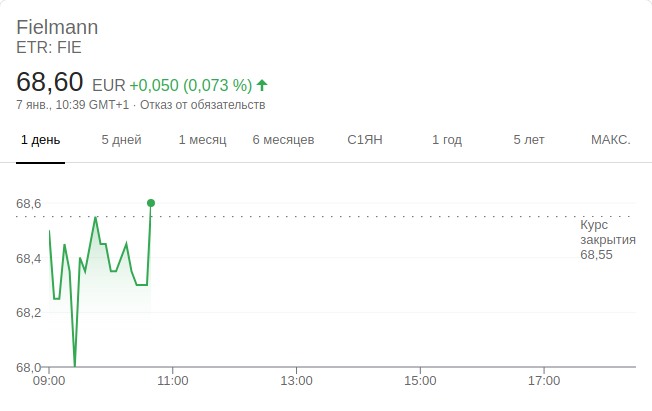 Fielmann
ETR: FIE
68,60 EUR +0,050 (0,073 %)
7 янв., 10:39 GMT+1 · Отказ от обязательств
1 день 5 дней 1 месяц 6 месяцев С1ЯН 1 год 5 лет МАКС.
68,6
Курс
закрытия
68,55
68,4
68,2
68,0
09:00 11:00 13:00 15:00 17:00